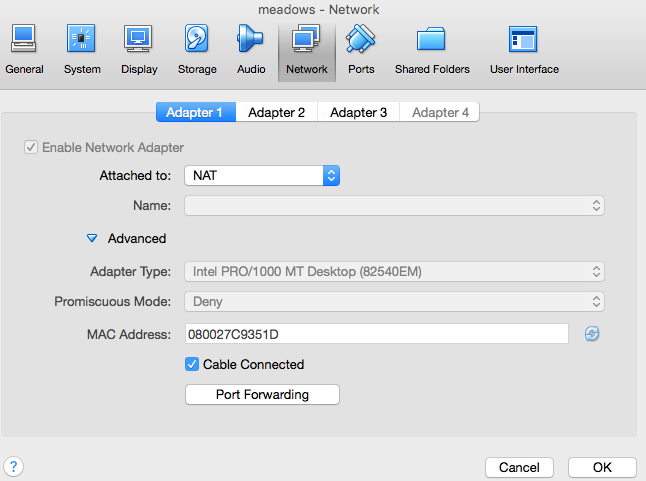 meadows - Network
General System Display Storage Audio Network Ports Shared Folders User Interface
Adapter 1 Adapter 2 Adapter 3 Adapter 4
Enable Network Adapter
Attached to: NAT
Name:
Advanced
Adapter Type: Intel PRO/1000 MT Desktop (82540EM)
Promiscuous Mode: Deny
MAC Address: 080027C9351D
Cable Connected
Port Forwarding
? Cancel OK